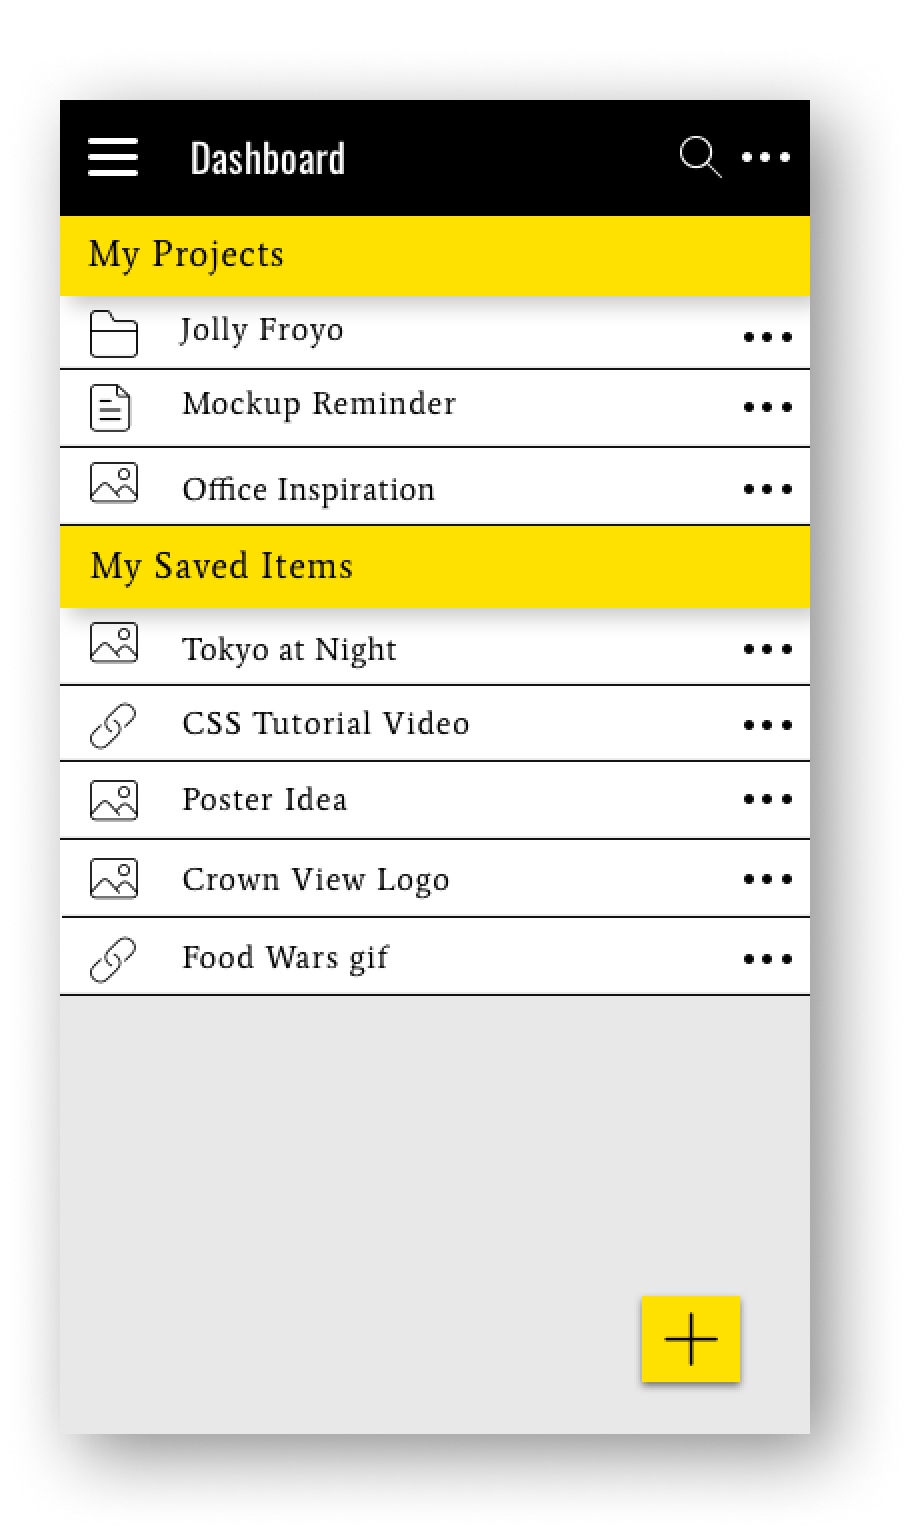 Dashboard
My Projects
Jolly Froyo
Mockup Reminder
Office Inspiration
My Saved Items
Tokyo at Night
CSS Tutorial Video
Poster Idea
Crown View Logo
Food Wars gif